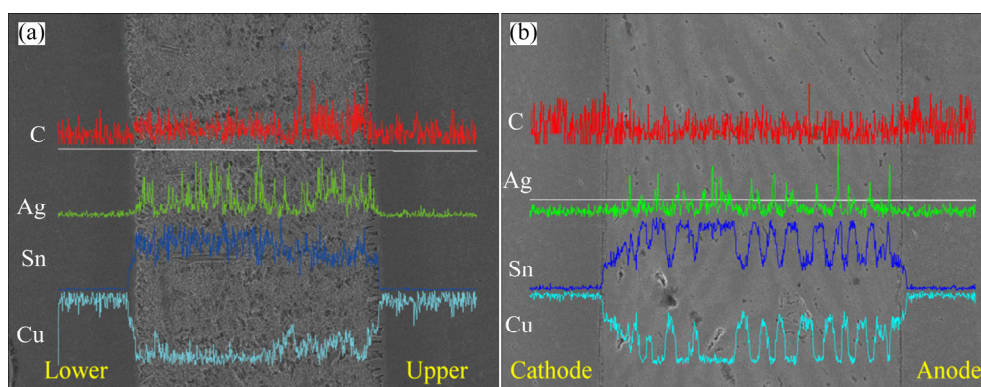 (a)
C
Ag
Sn
Cu
Lower
Upper
(b)
C
Ag
Sn
Cu
Cathode
Anode